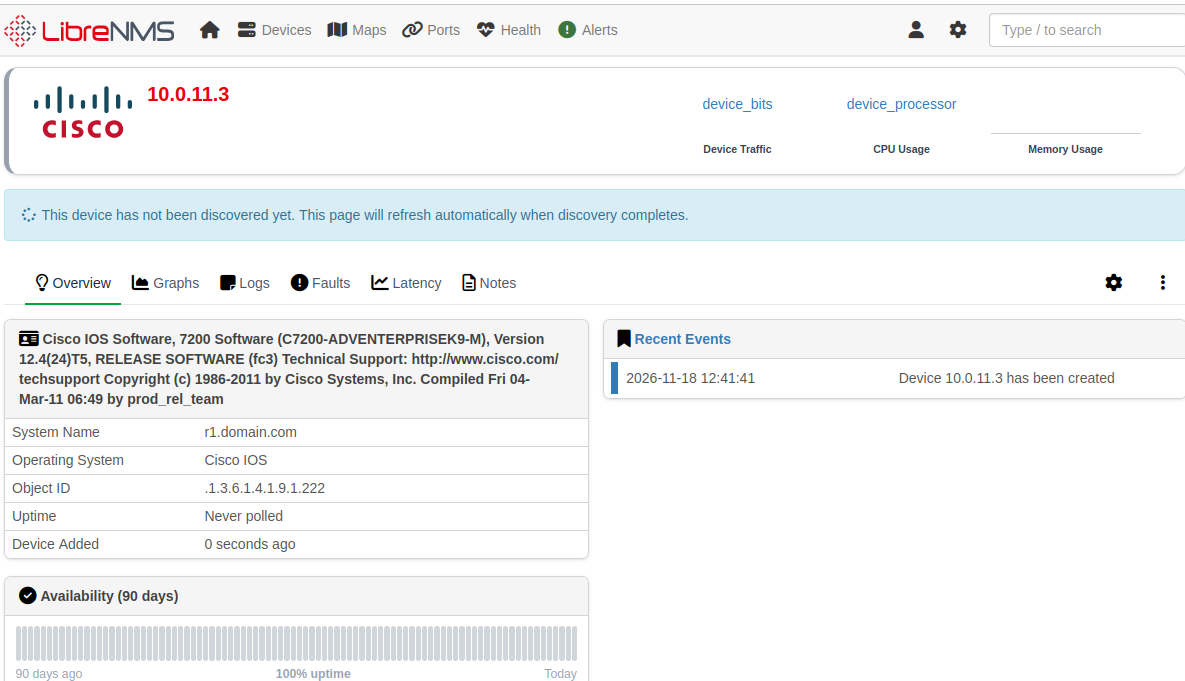 LibreNMS Devices Maps Ports Health Alerts Type / to search
CISCO
10.0.11.3
device_bits device_processor
Device Traffic CPU Usage Memory Usage
This device has not been discovered yet. This page will refresh automatically when discovery completes.
Overview Graphs Logs Faults Latency Notes
Cisco IOS Software, 7200 Software (C7200-ADVENTERPRISEK9-M), Version
12.4(24)T5, RELEASE SOFTWARE (fc3) Technical Support: http://www.cisco.com/
techsupport Copyright (c) 1986-2011 by Cisco Systems, Inc. Compiled Fri 04-
Mar-11 06:49 by prod_rel_team
System Name r1.domain.com
Operating System Cisco IOS
Object ID .1.3.6.1.4.1.9.1.222
Uptime Never polled
Device Added 0 seconds ago
Availability (90 days)
90 days ago 100% uptime Today
Recent Events
2026-11-18 12:41:41 Device 10.0.11.3 has been created